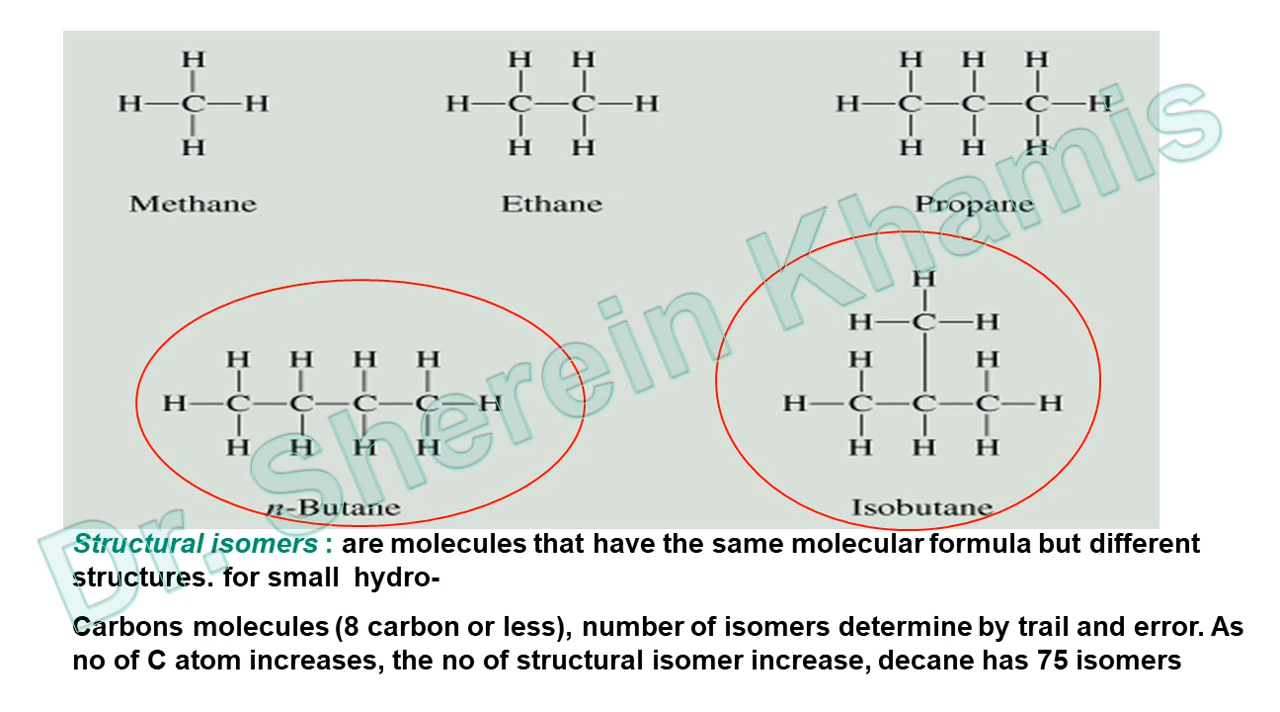 H H H H H H
H—C—H H—C—C—H H—C—C—C—H
H H H H H H
Methane Ethane Propane
H
H—C—H
H H H H H H
H—C—C—C—C—H H—C—C—C—H
H H H H H H H
n-Butane Isobutane
Structural isomers : are molecules that have the same molecular formula but different
structures. for small hydro-
Carbons molecules (8 carbon or less), number of isomers determine by trail and error. As
no of C atom increases, the no of structural isomer increase, decane has 75 isomers
Dr. Sherein Khamis